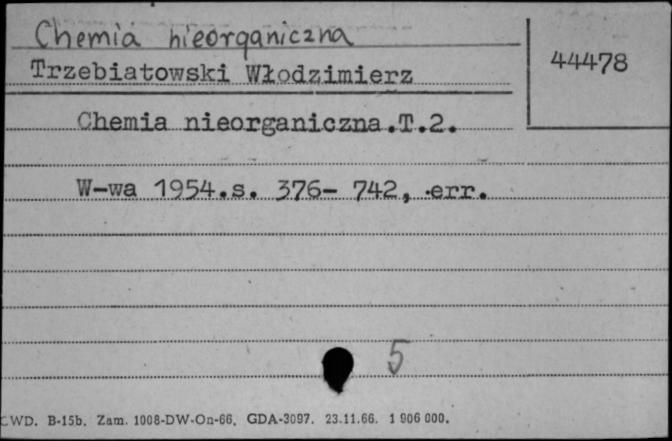 Chemia nieorganiczna
44478
Trzebiatowski Włodzimierz
Chemia nieorganiczna.T.2.
W-wa 1954.s. 376- 742, err.
5
CWD. B-15b. Zam. 1008-DW-On-66. GDA-3097. 23.11.66. 1 906 000.